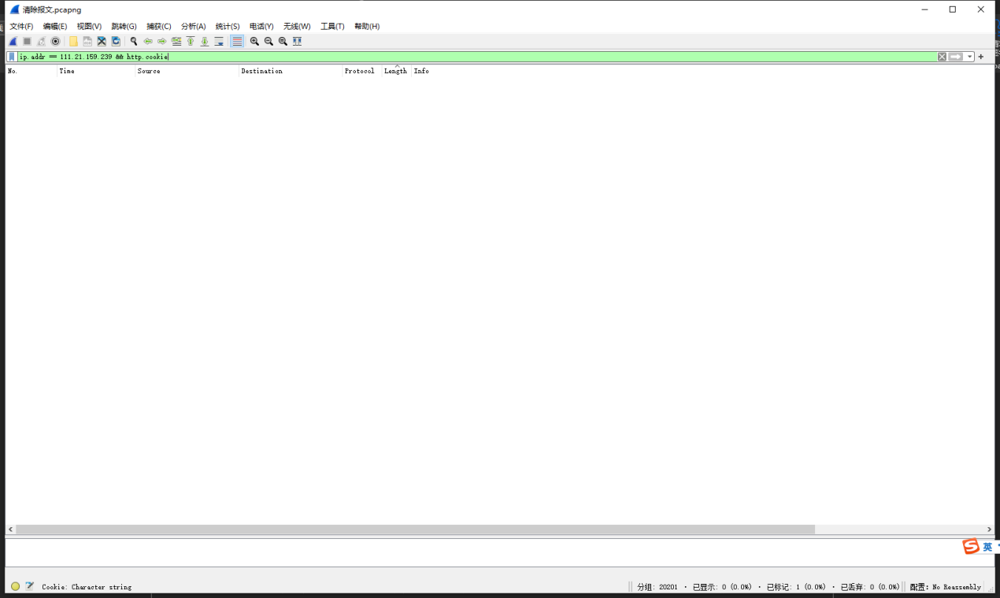 清除报文.pcapng
文件(F) 编辑(E) 视图(V) 跳转(G) 捕获(C) 分析(A) 统计(S) 电话(Y) 无线(W) 工具(T) 帮助(H)
ip.addr == 111.21.159.239 && http.cookie
No. Time Source Destination Protocol Length Info
英
Cookie: Character string 分组: 20201 · 已显示: 0 (0.0%) · 已标记: 1 (0.0%) · 已丢弃: 0 (0.0%) 配置: No Reassembly